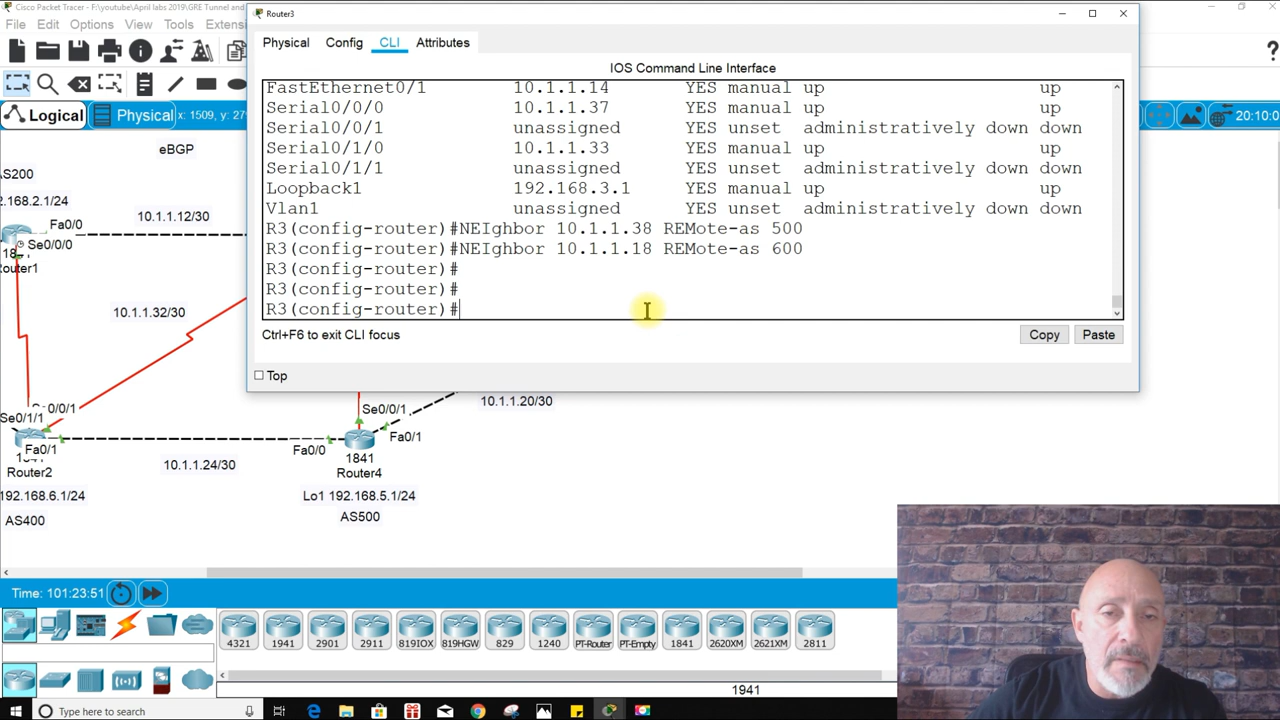 Cisco Packet Tracer - F:\youtube\April labs 2019\GRE Tunnel and
File Edit View Options Tools Extensi
Router3
Physical Config CLI Attributes
IOS Command Line Interface
FastEthernet0/1 10.1.1.14 YES manual up up
Serial0/0/0 10.1.1.37 YES manual up up
Serial0/0/1 unassigned YES unset administratively down down
Serial0/1/0 10.1.1.33 YES manual up up
Serial0/1/1 unassigned YES unset administratively down down
Loopback1 192.168.3.1 YES manual up up
Vlan1 unassigned YES unset administratively down down
R3(config-router)#NEIghbor 10.1.1.38 REMote-as 500
R3(config-router)#NEIghbor 10.1.1.18 REMote-as 600
R3(config-router)#
R3(config-router)#
R3(config-router)#
Ctrl+F6 to exit CLI focus
Copy
Paste
Top
?
Logical
Physical
x: 1509, y: 27
20:10:0
eBGP
AS200
2.168.2.1/24
10.1.1.12/30
Fa0/0
Se0/0/0
Router1
10.1.1.32/30
Se0/1/1
0/0/1
Fa0/1
Router2
192.168.6.1/24
AS400
10.1.1.24/30
Fa0/0
Se0/0/1
Fa0/1
10.1.1.20/30
1841
Router4
Lo1 192.168.5.1/24
AS500
Time: 101:23:51
4321 1941 2901 2911 819IOX 819HGW 829 1240 PT-Router PT-Empty 1841 2620XM 2621XM 2811
1941
Type here to search